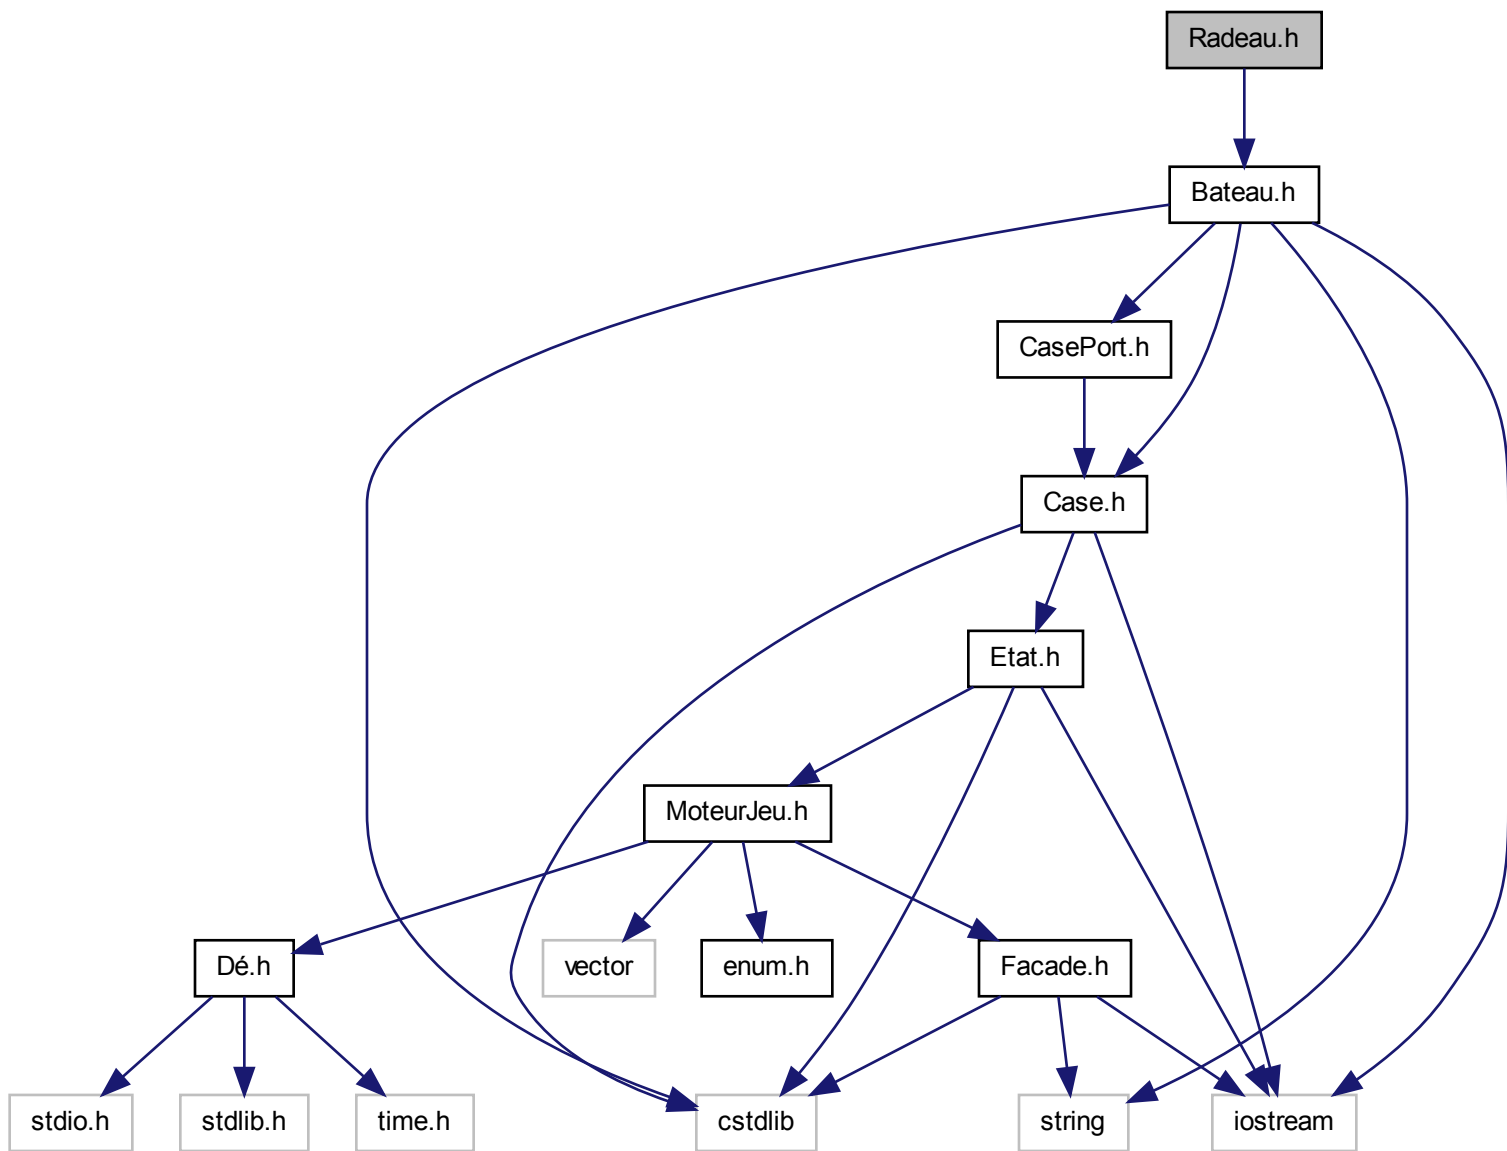 Radeau.h
Bateau.h
CasePort.h
Case.h
Etat.h
MoteurJeu.h
Dé.h
vector
enum.h
Facade.h
stdio.h
stdlib.h
time.h
cstdlib
string
iostream